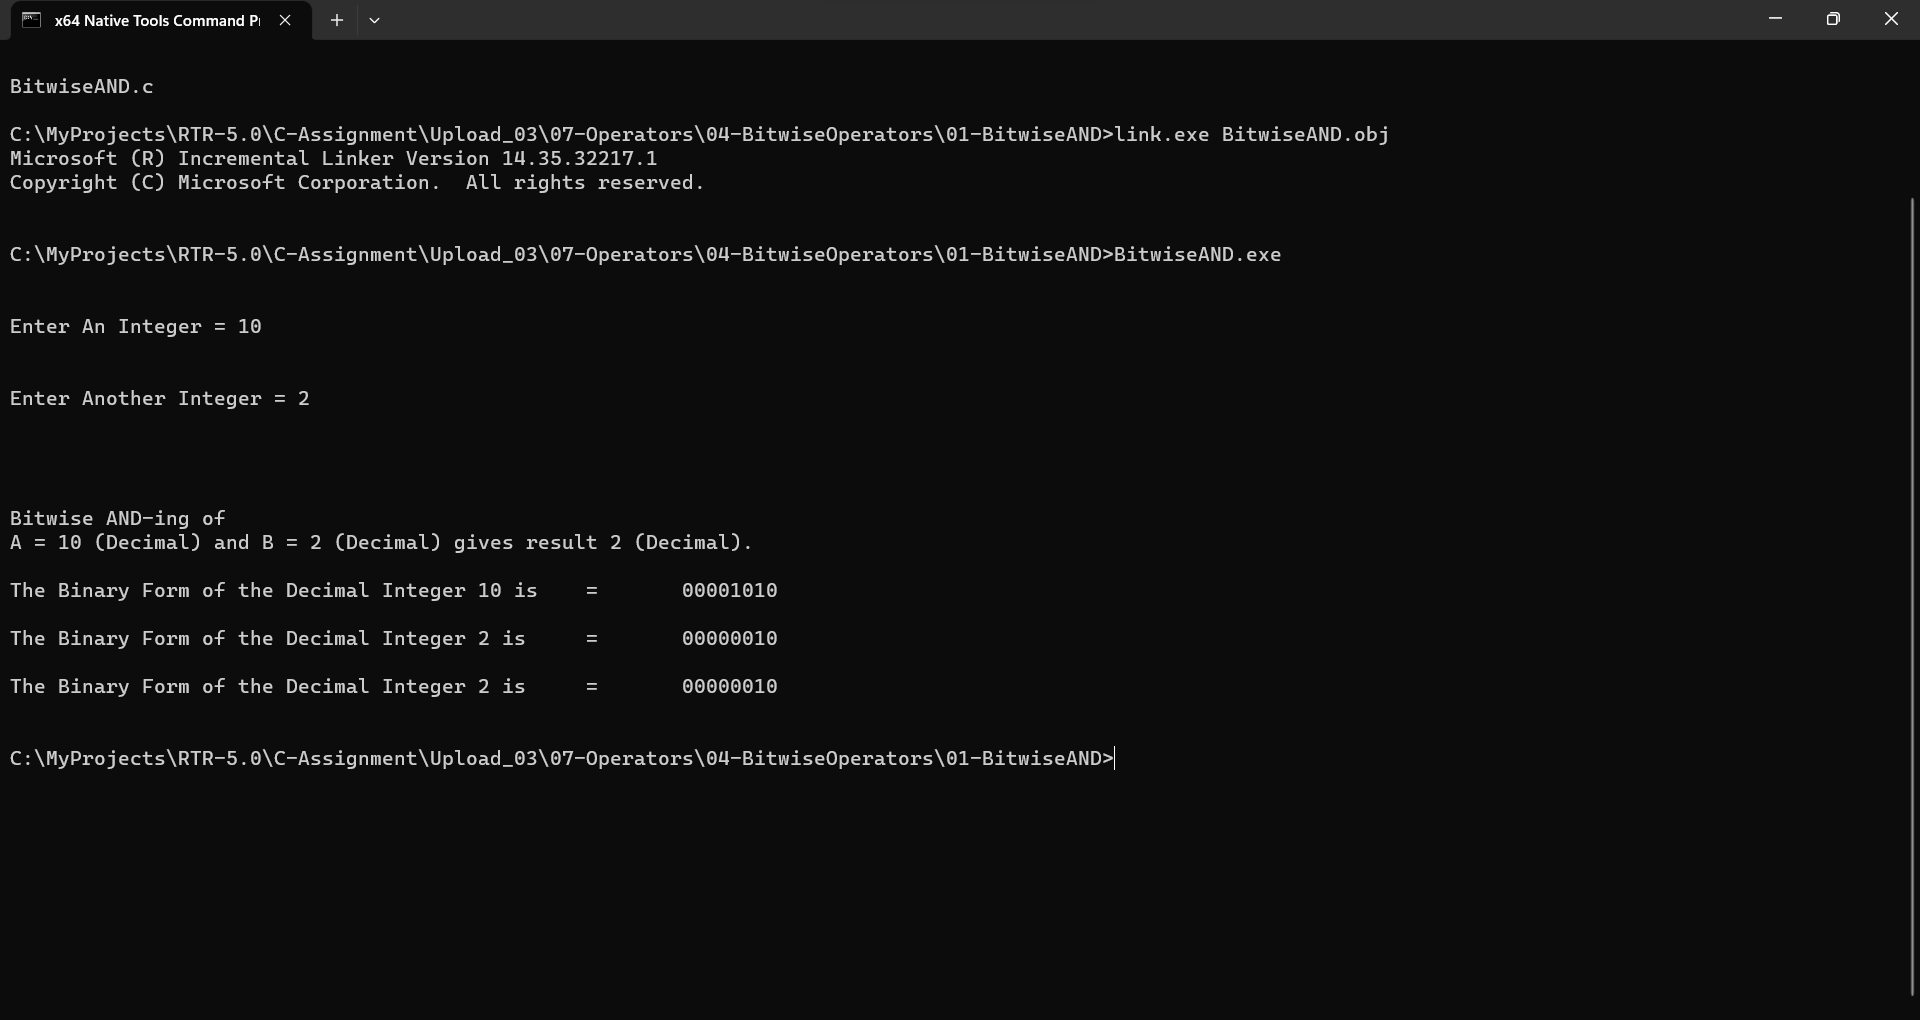 x64 Native Tools Command P
BitwiseAND.c
C:\MyProjects\RTR-5.0\C-Assignment\Upload_03\07-Operators\04-BitwiseOperators\01-BitwiseAND>link.exe BitwiseAND.obj
Microsoft (R) Incremental Linker Version 14.35.32217.1
Copyright (C) Microsoft Corporation.  All rights reserved.
C:\MyProjects\RTR-5.0\C-Assignment\Upload_03\07-Operators\04-BitwiseOperators\01-BitwiseAND>BitwiseAND.exe
Enter An Integer = 10
Enter Another Integer = 2
Bitwise AND-ing of
A = 10 (Decimal) and B = 2 (Decimal) gives result 2 (Decimal).
The Binary Form of the Decimal Integer 10 is    =       00001010
The Binary Form of the Decimal Integer 2 is     =       00000010
The Binary Form of the Decimal Integer 2 is     =       00000010
C:\MyProjects\RTR-5.0\C-Assignment\Upload_03\07-Operators\04-BitwiseOperators\01-BitwiseAND>